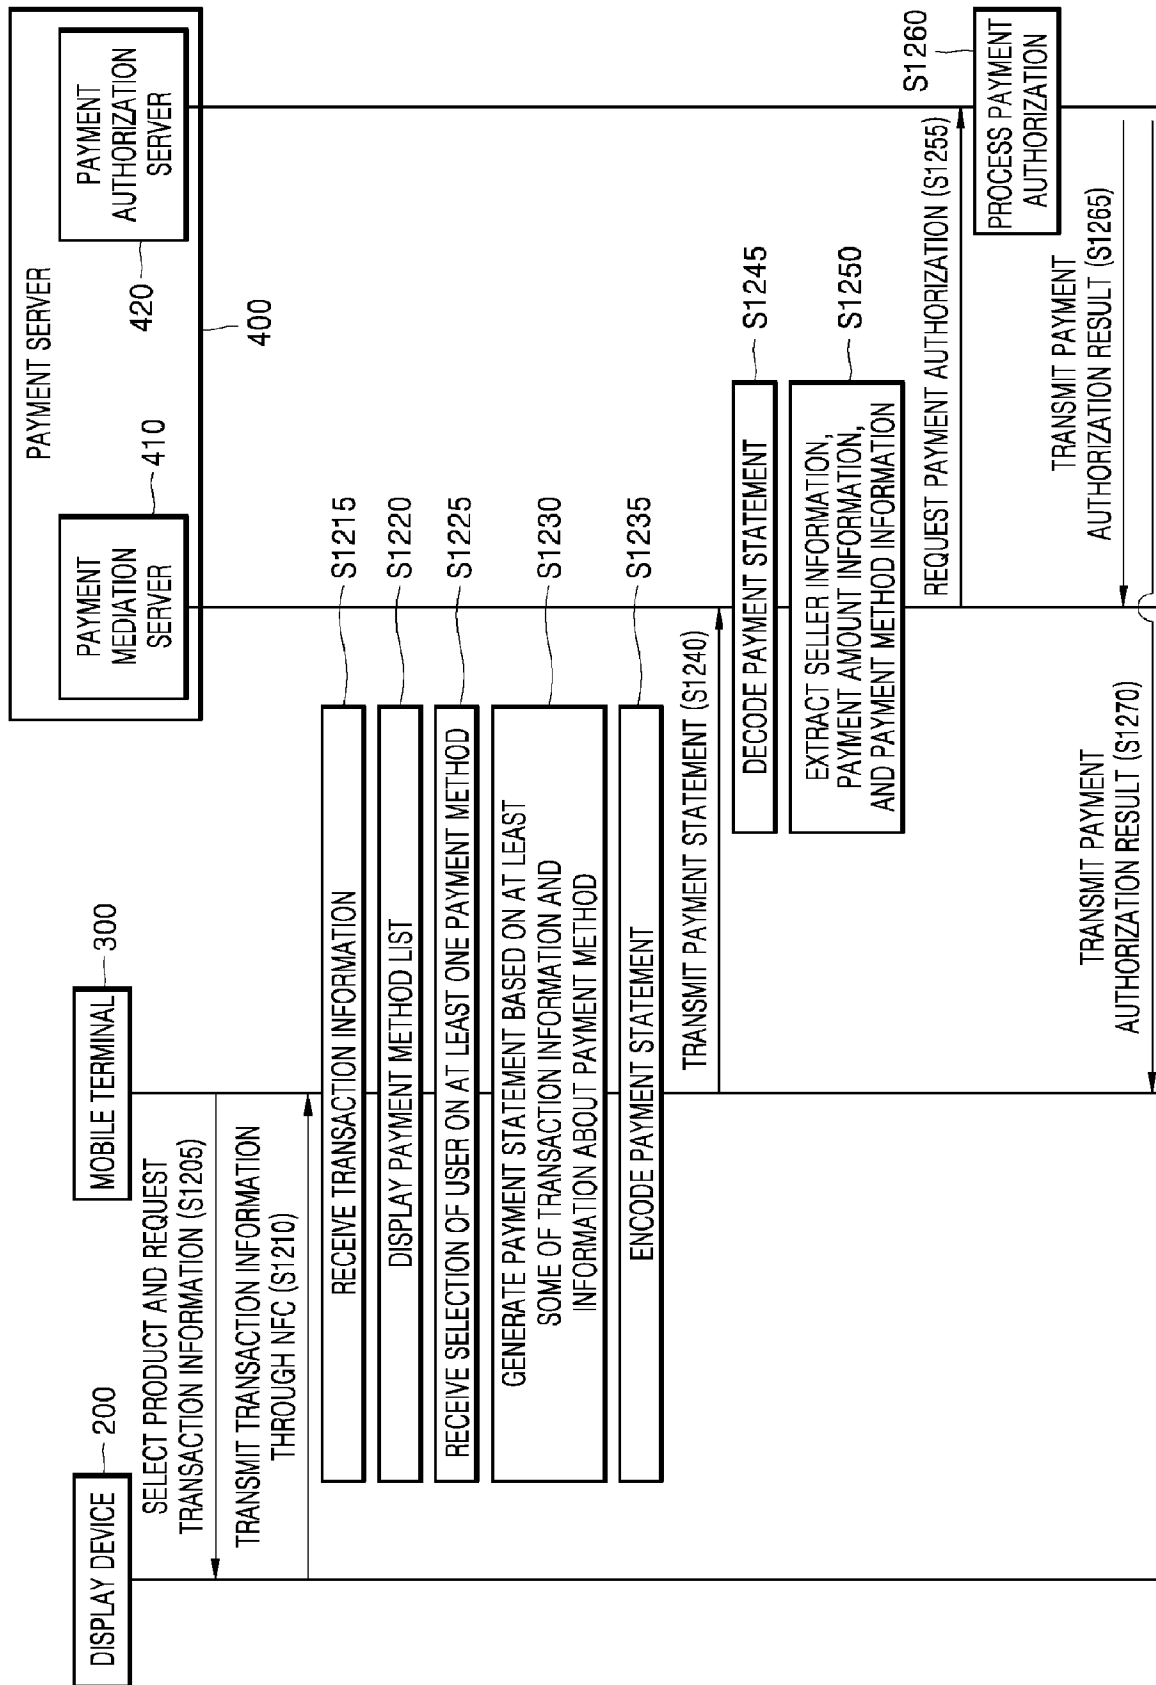 PAYMENT SERVER
DISPLAY DEVICE
200
MOBILE TERMINAL
300
PAYMENT
MEDIATION
SERVER
410
PAYMENT
AUTHORIZATION
SERVER
420
400
SELECT PRODUCT AND REQUEST
TRANSACTION INFORMATION (S1205)
TRANSMIT TRANSACTION INFORMATION
THROUGH NFC (S1210)
RECEIVE TRANSACTION INFORMATION
S1215
DISPLAY PAYMENT METHOD LIST
S1220
RECEIVE SELECTION OF USER ON AT LEAST ONE PAYMENT METHOD
S1225
GENERATE PAYMENT STATEMENT BASED ON AT LEAST
SOME OF TRANSACTION INFORMATION AND
INFORMATION ABOUT PAYMENT METHOD
S1230
ENCODE PAYMENT STATEMENT
S1235
TRANSMIT PAYMENT STATEMENT (S1240)
DECODE PAYMENT STATEMENT
S1245
EXTRACT SELLER INFORMATION,
PAYMENT AMOUNT INFORMATION,
AND PAYMENT METHOD INFORMATION
S1250
REQUEST PAYMENT AUTHORIZATION (S1255)
S1260
PROCESS PAYMENT
AUTHORIZATION
TRANSMIT PAYMENT
AUTHORIZATION RESULT (S1265)
TRANSMIT PAYMENT
AUTHORIZATION RESULT (S1270)